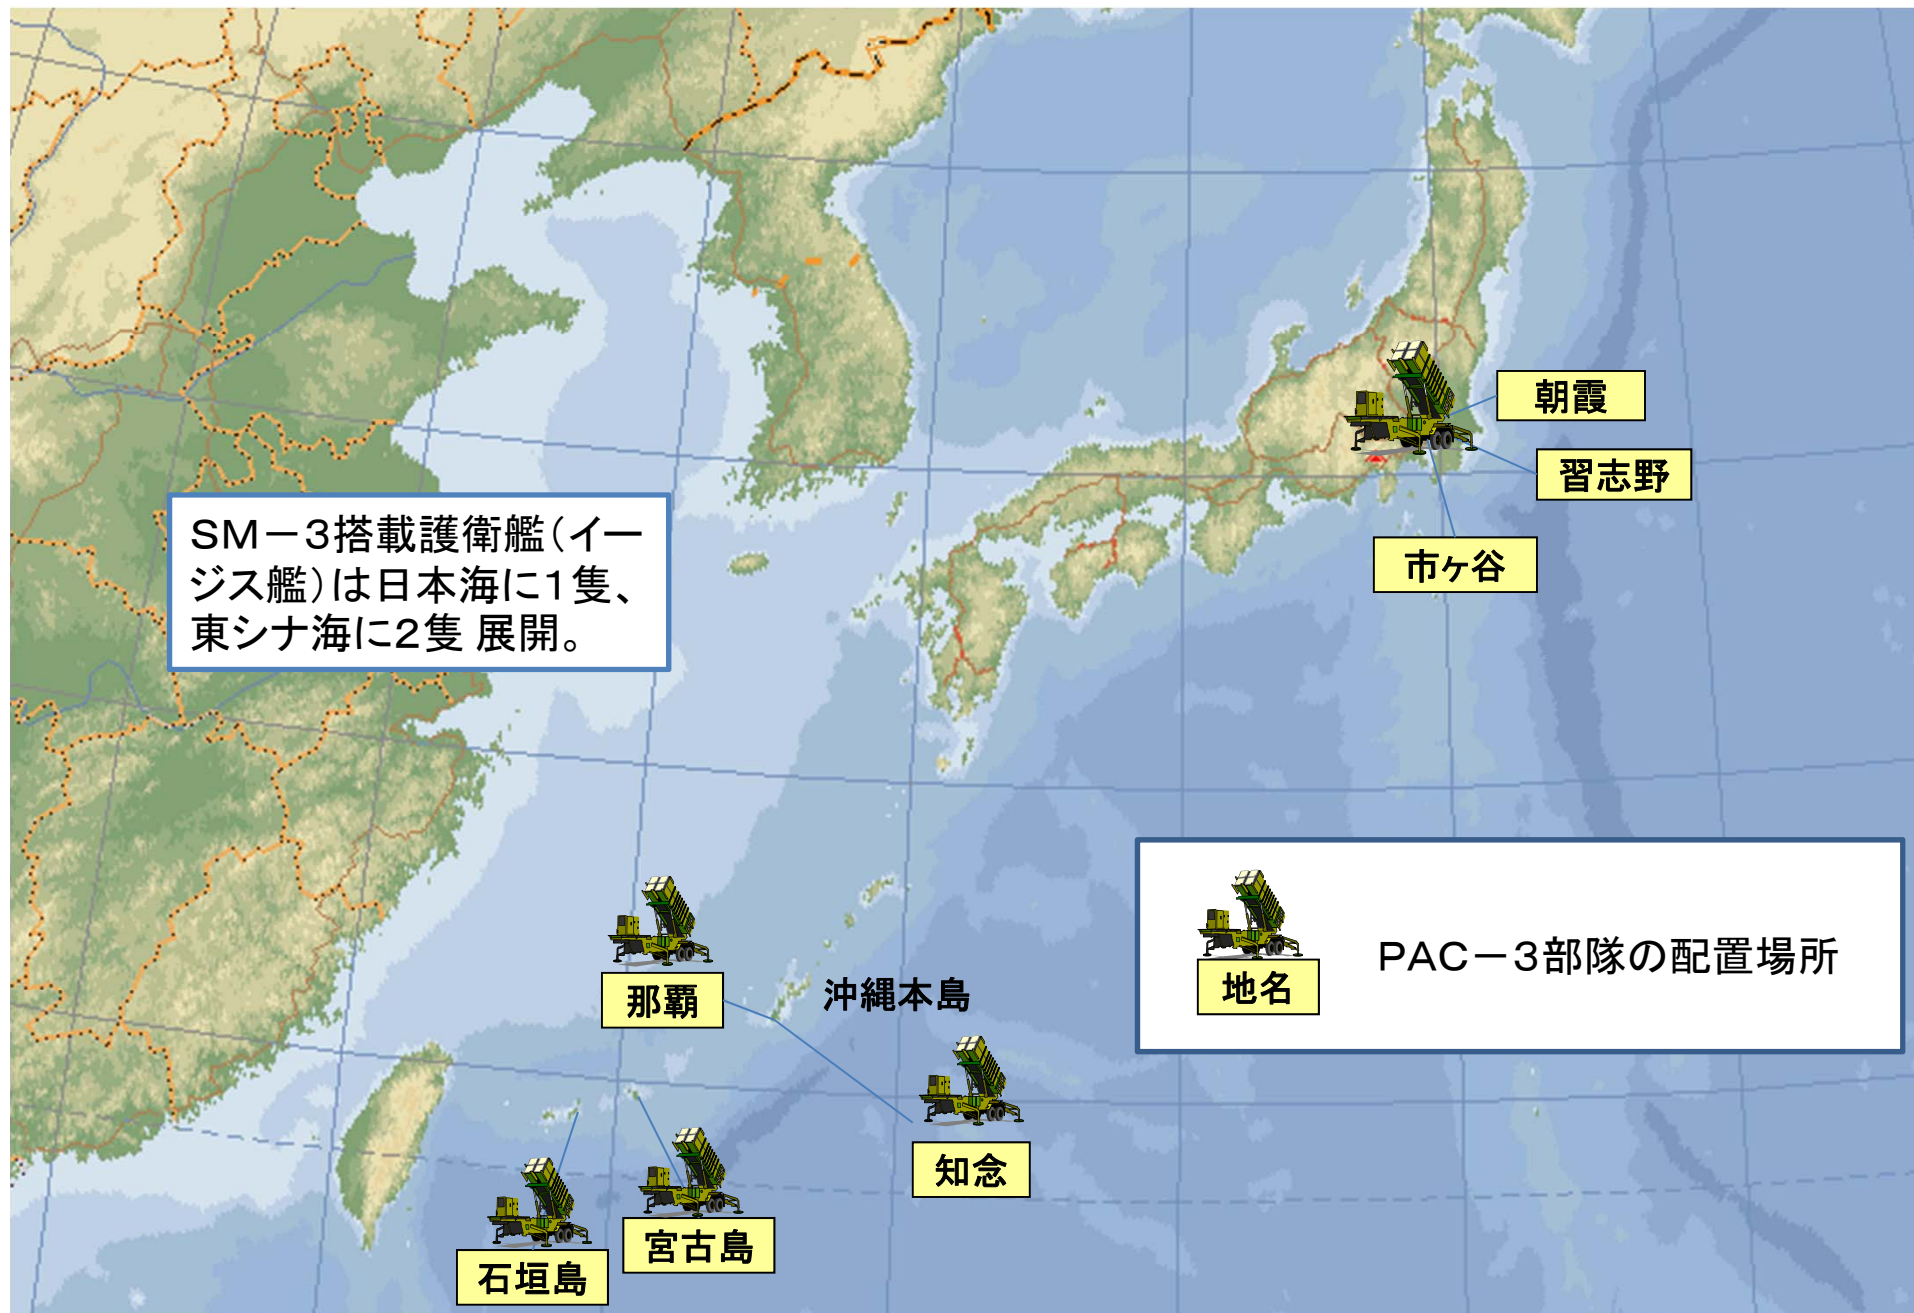 朝霞
習志野
市ヶ谷
SM－3搭載護衛艦(イー
ジス艦)は日本海に1隻、
東シナ海に2隻 展開。
那覇
沖縄本島
知念
宮古島
石垣島
地名
PAC－3部隊の配置場所